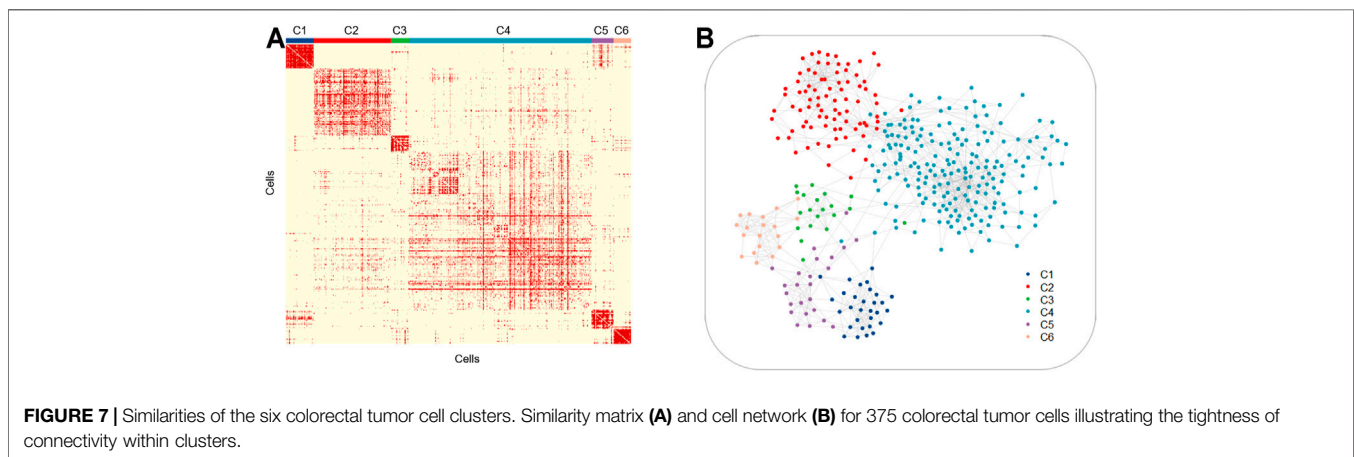 A
C1 C2 C3 C4 C5 C6
Cells
Cells
B
C1
C2
C3
C4
C5
C6
FIGURE 7 | Similarities of the six colorectal tumor cell clusters. Similarity matrix (A) and cell network (B) for 375 colorectal tumor cells illustrating the tightness of
connectivity within clusters.